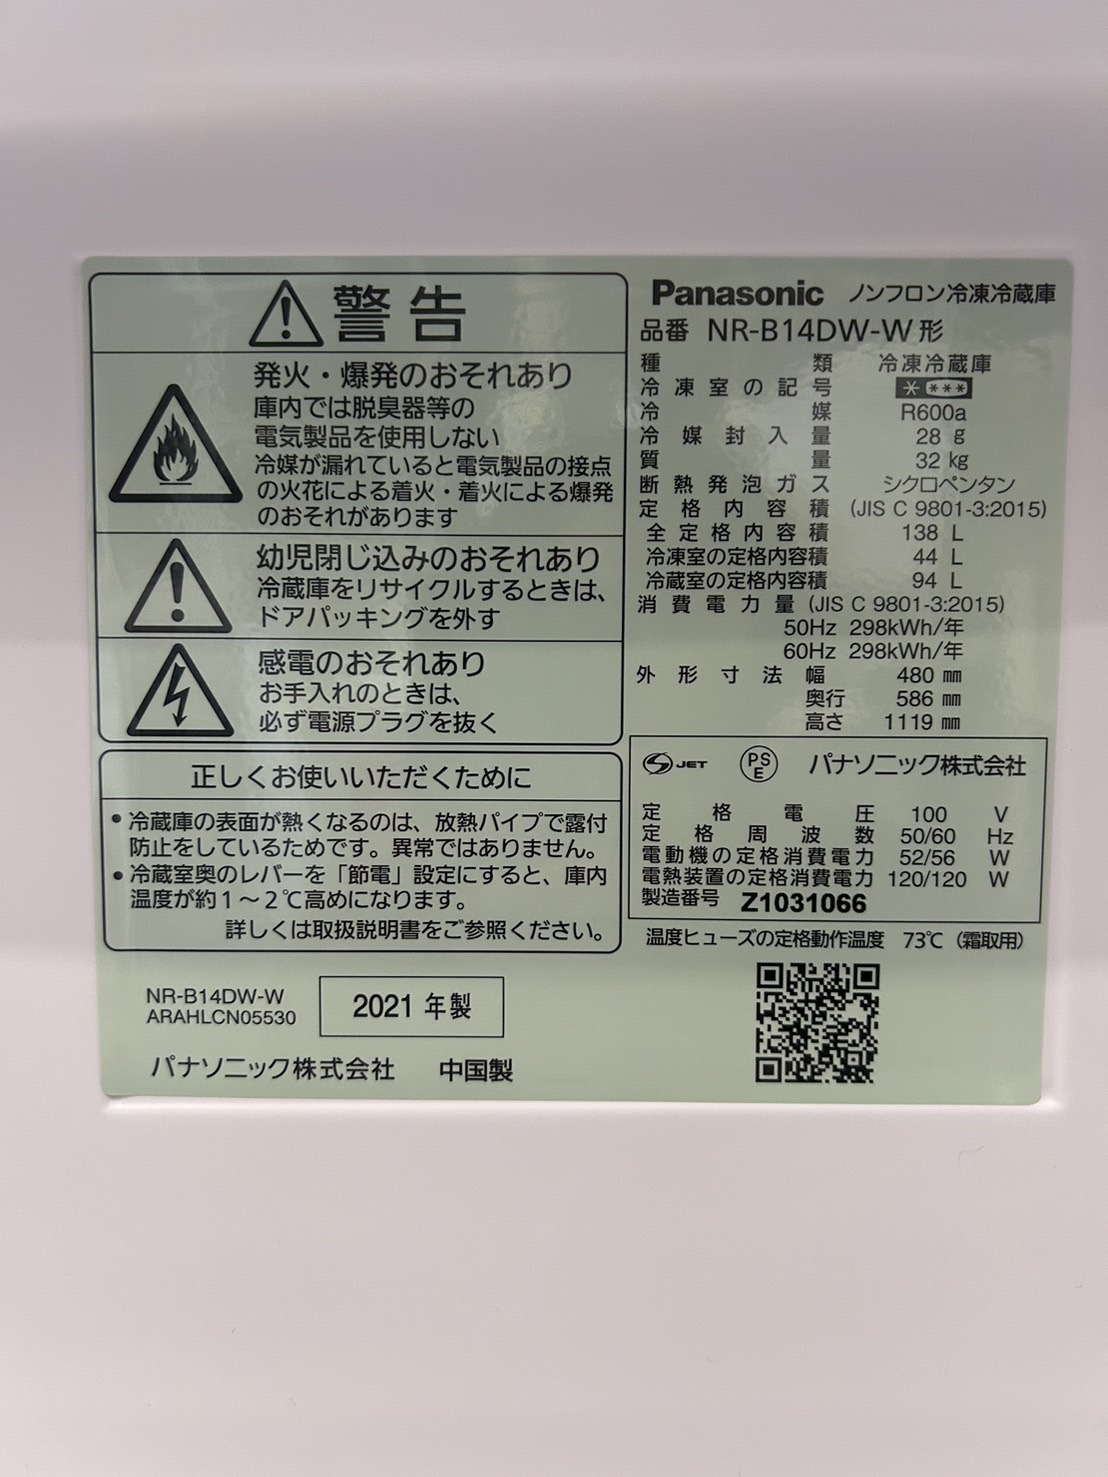 警告
発火・爆発のおそれあり
庫内では脱臭器等の
電気製品を使用しない
冷媒が漏れていると電気製品の接点
の火花による着火・着火による爆発
のおそれがあります
幼児閉じ込みのおそれあり
冷蔵庫をリサイクルするときは、
ドアパッキングを外す
感電のおそれあり
お手入れのときは、
必ず電源プラグを抜く
正しくお使いいただくために
•冷蔵庫の表面が熱くなるのは、放熱パイプで露付
防止をしているためです。異常ではありません。
•冷蔵室奥のレバーを「節電」設定にすると、庫内
温度が約1～2℃高めになります。
詳しくは取扱説明書をご参照ください。
NR-B14DW-W
ARAHLCN05530
2021年製
パナソニック株式会社 中国製
Panasonic ノンフロン冷凍冷蔵庫
品番 NR-B14DW-W形
種類 冷凍冷蔵庫
冷凍室の記号 * ***
冷媒 R600a
冷媒封入量 28 g
質量 32 kg
断熱発泡ガス シクロペンタン
定格内容積 (JIS C 9801-3:2015)
全定格内容積 138 L
冷凍室の定格内容積 44 L
冷蔵室の定格内容積 94 L
消費電力量 (JIS C 9801-3:2015)
50Hz 298kWh/年
60Hz 298kWh/年
外形寸法 幅 480 mm
奥行 586 mm
高さ 1119 mm
JET PSE パナソニック株式会社
定格電圧 100 V
定格周波数 50/60 Hz
電動機の定格消費電力 52/56 W
電熱装置の定格消費電力 120/120 W
製造番号 Z1031066
温度ヒューズの定格動作温度 73℃ (霜取用)